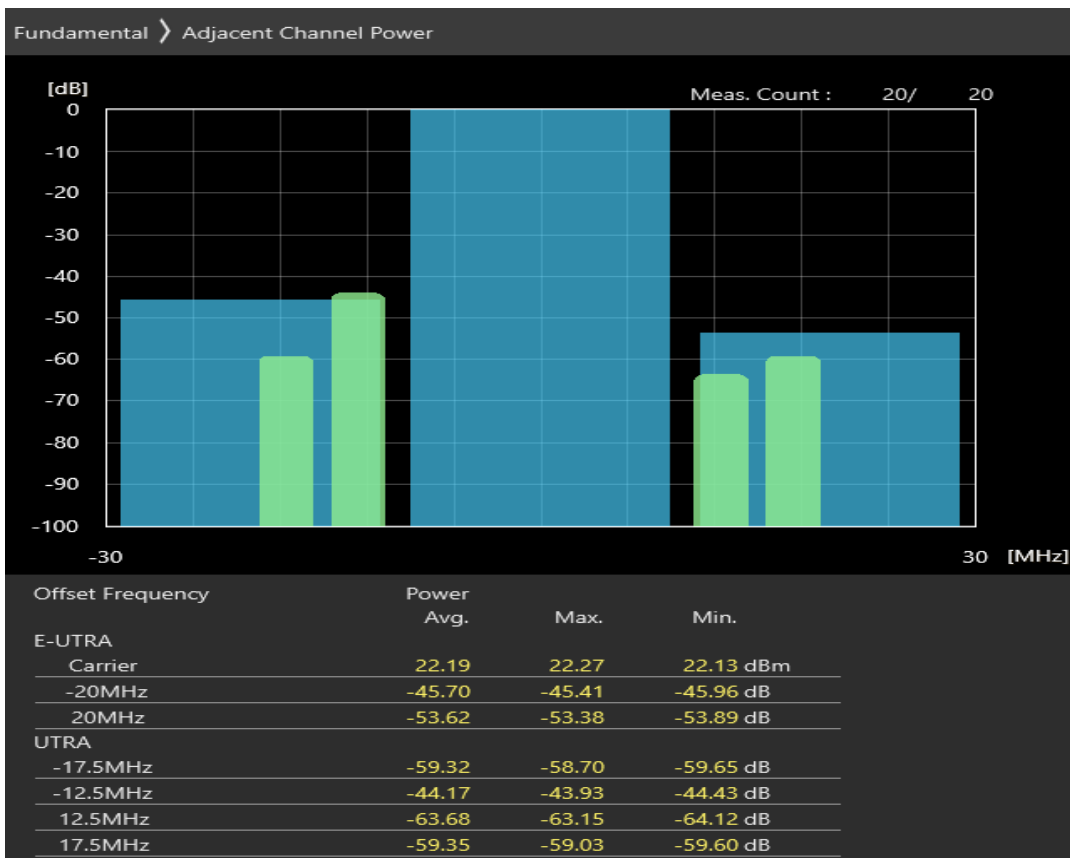 Fundamental 〉 Adjacent Channel Power
[dB]
Meas. Count : 20/ 20
0
-10
-20
-30
-40
-50
-60
-70
-80
-90
-100
-30 30 [MHz]
Offset Frequency Power
Avg. Max. Min.
E-UTRA
Carrier 22.19 22.27 22.13 dBm
-20MHz -45.70 -45.41 -45.96 dB
20MHz -53.62 -53.38 -53.89 dB
UTRA
-17.5MHz -59.32 -58.70 -59.65 dB
-12.5MHz -44.17 -43.93 -44.43 dB
12.5MHz -63.68 -63.15 -64.12 dB
17.5MHz -59.35 -59.03 -59.60 dB